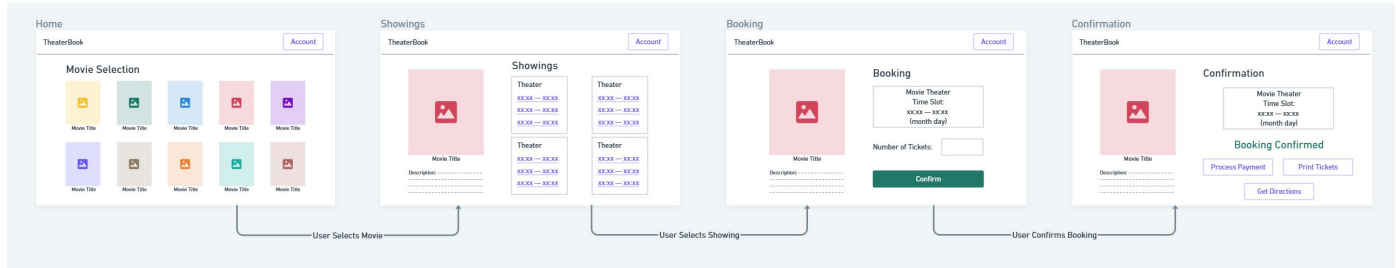 Home
TheaterBook
Account
Movie Selection
Movie Title
Movie Title
Movie Title
Movie Title
Movie Title
Movie Title
Movie Title
Movie Title
Movie Title
Movie Title
User Selects Movie
Showings
TheaterBook
Account
Movie Title
Description:
Showings
Theater
xx:xx — xx:xx
xx:xx — xx:xx
xx:xx — xx:xx
Theater
xx:xx — xx:xx
xx:xx — xx:xx
xx:xx — xx:xx
Theater
xx:xx — xx:xx
xx:xx — xx:xx
xx:xx — xx:xx
Theater
xx:xx — xx:xx
xx:xx — xx:xx
xx:xx — xx:xx
User Selects Showing
Booking
TheaterBook
Account
Movie Title
Description:
Booking
Movie Theater
Time Slot:
xx:xx — xx:xx
(month day)
Number of Tickets:
Confirm
User Confirms Booking
Confirmation
TheaterBook
Account
Movie Title
Description:
Confirmation
Movie Theater
Time Slot:
xx:xx — xx:xx
(month day)
Booking Confirmed
Process Payment
Print Tickets
Get Directions